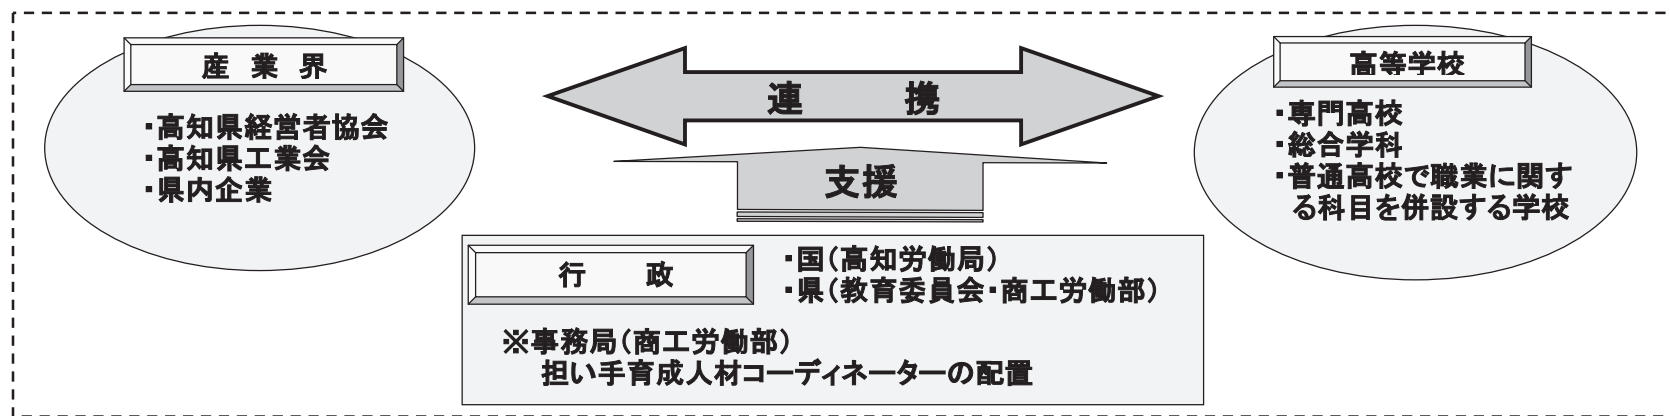 産 業 界
・高知県経営者協会
・高知県工業会
・県内企業
連 携
支援
高等学校
・専門高校
・総合学科
・普通高校で職業に関す
る科目を併設する学校
行 政
・国(高知労働局)
・県(教育委員会・商工労働部)
※事務局(商工労働部)
担い手育成人材コーディネーターの配置